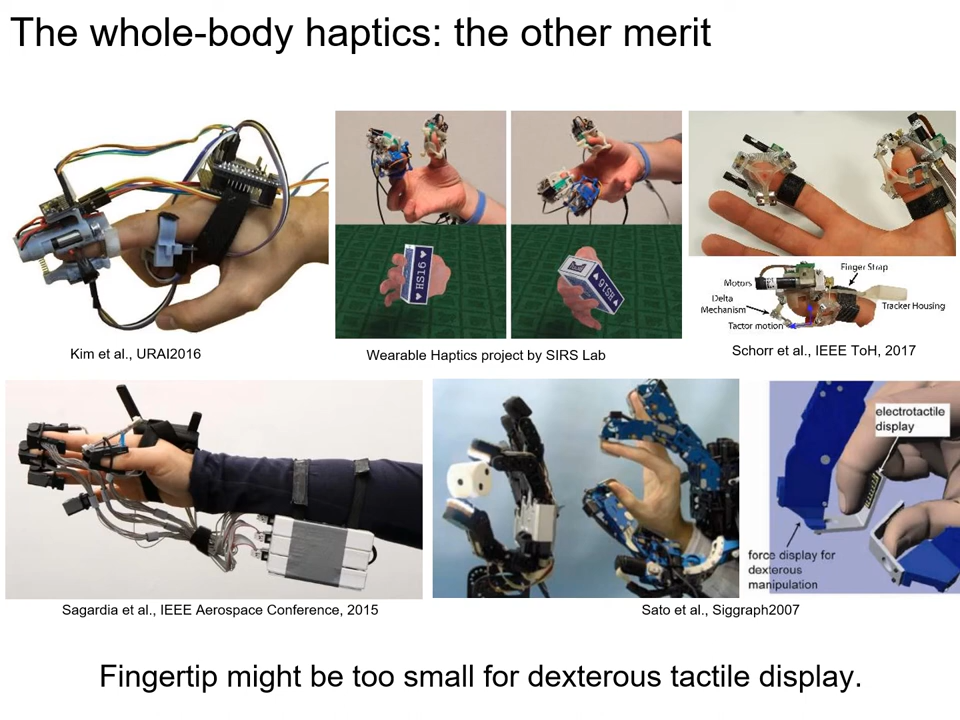 The whole-body haptics: the other merit
HS16
HS16
Finger Strap
Motors
Delta
Mechanism
Tracker Housing
Tactor motion
Kim et al., URAI2016
Wearable Haptics project by SIRS Lab
Schorr et al., IEEE ToH, 2017
electrotactile
display
force display for
dexterous
manipulation
Sagardia et al., IEEE Aerospace Conference, 2015
Sato et al., Siggraph2007
Fingertip might be too small for dexterous tactile display.